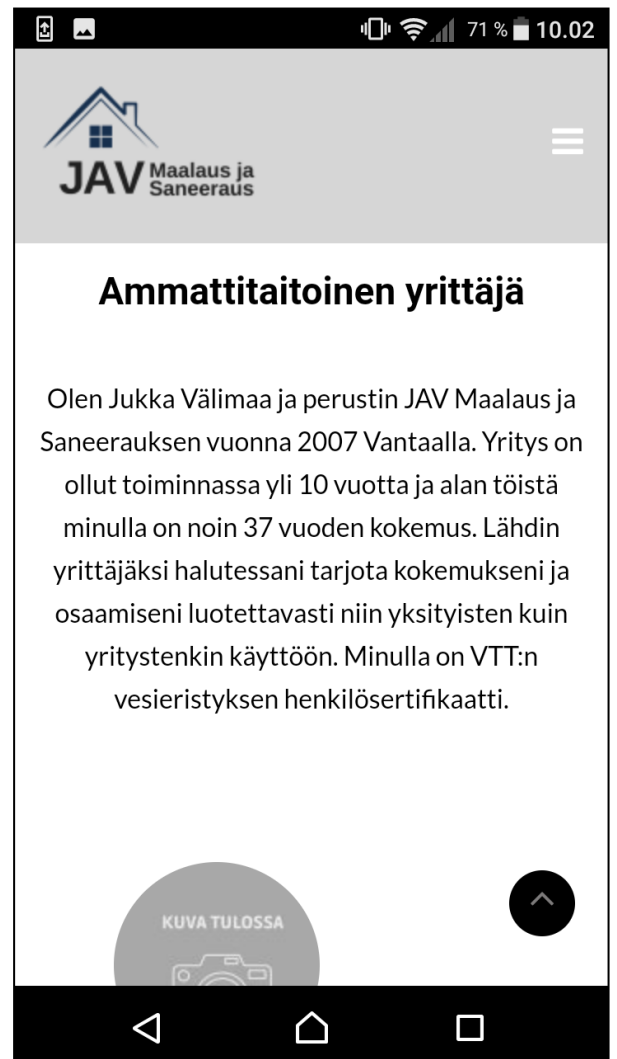 71 % 10.02
JAV Maalaus ja
Saneeraus
Ammattitaitoinen yrittäjä
Olen Jukka Välimaa ja perustin JAV Maalaus ja
Saneerauksen vuonna 2007 Vantaalla. Yritys on
ollut toiminnassa yli 10 vuotta ja alan töistä
minulla on noin 37 vuoden kokemus. Lähdin
yrittäjäksi halutessani tarjota kokemukseni ja
osaamiseni luotettavasti niin yksityisten kuin
yritystenkin käyttöön. Minulla on VTT:n
vesieristyksen henkilösertifikaatti.
KUVA TULOSSA